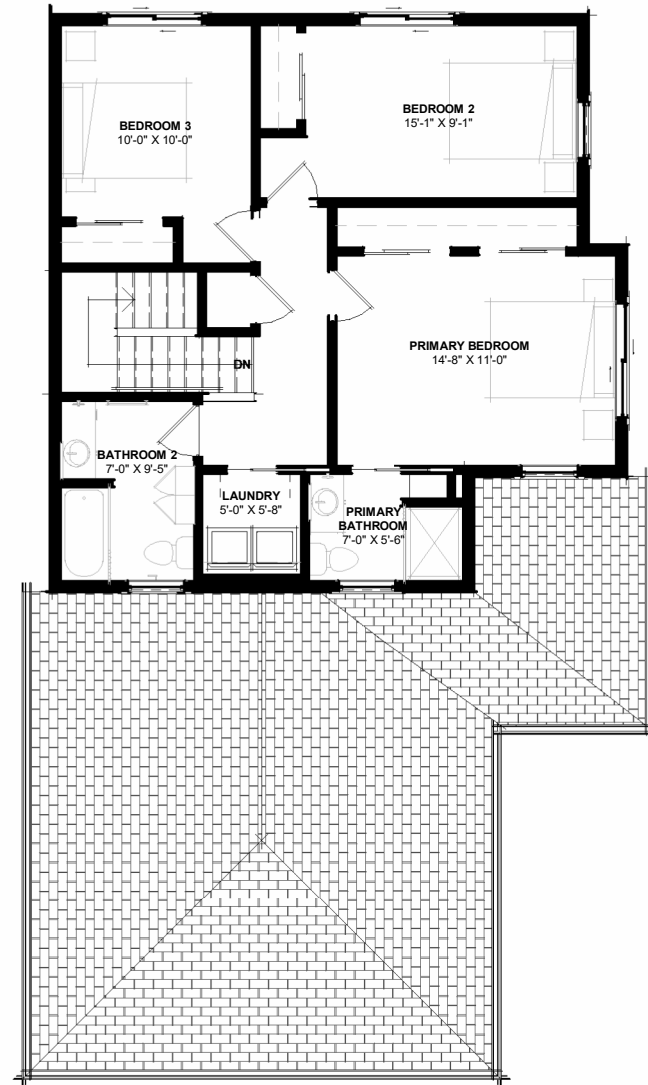 BEDROOM 3
10'-0" X 10'-0"
BEDROOM 2
15'-1" X 9'-1"
PRIMARY BEDROOM
14'-8" X 11'-0"
DN
BATHROOM 2
7'-0" X 9'-5"
LAUNDRY
5'-0" X 5'-8"
PRIMARY
BATHROOM
7'-0" X 5'-6"